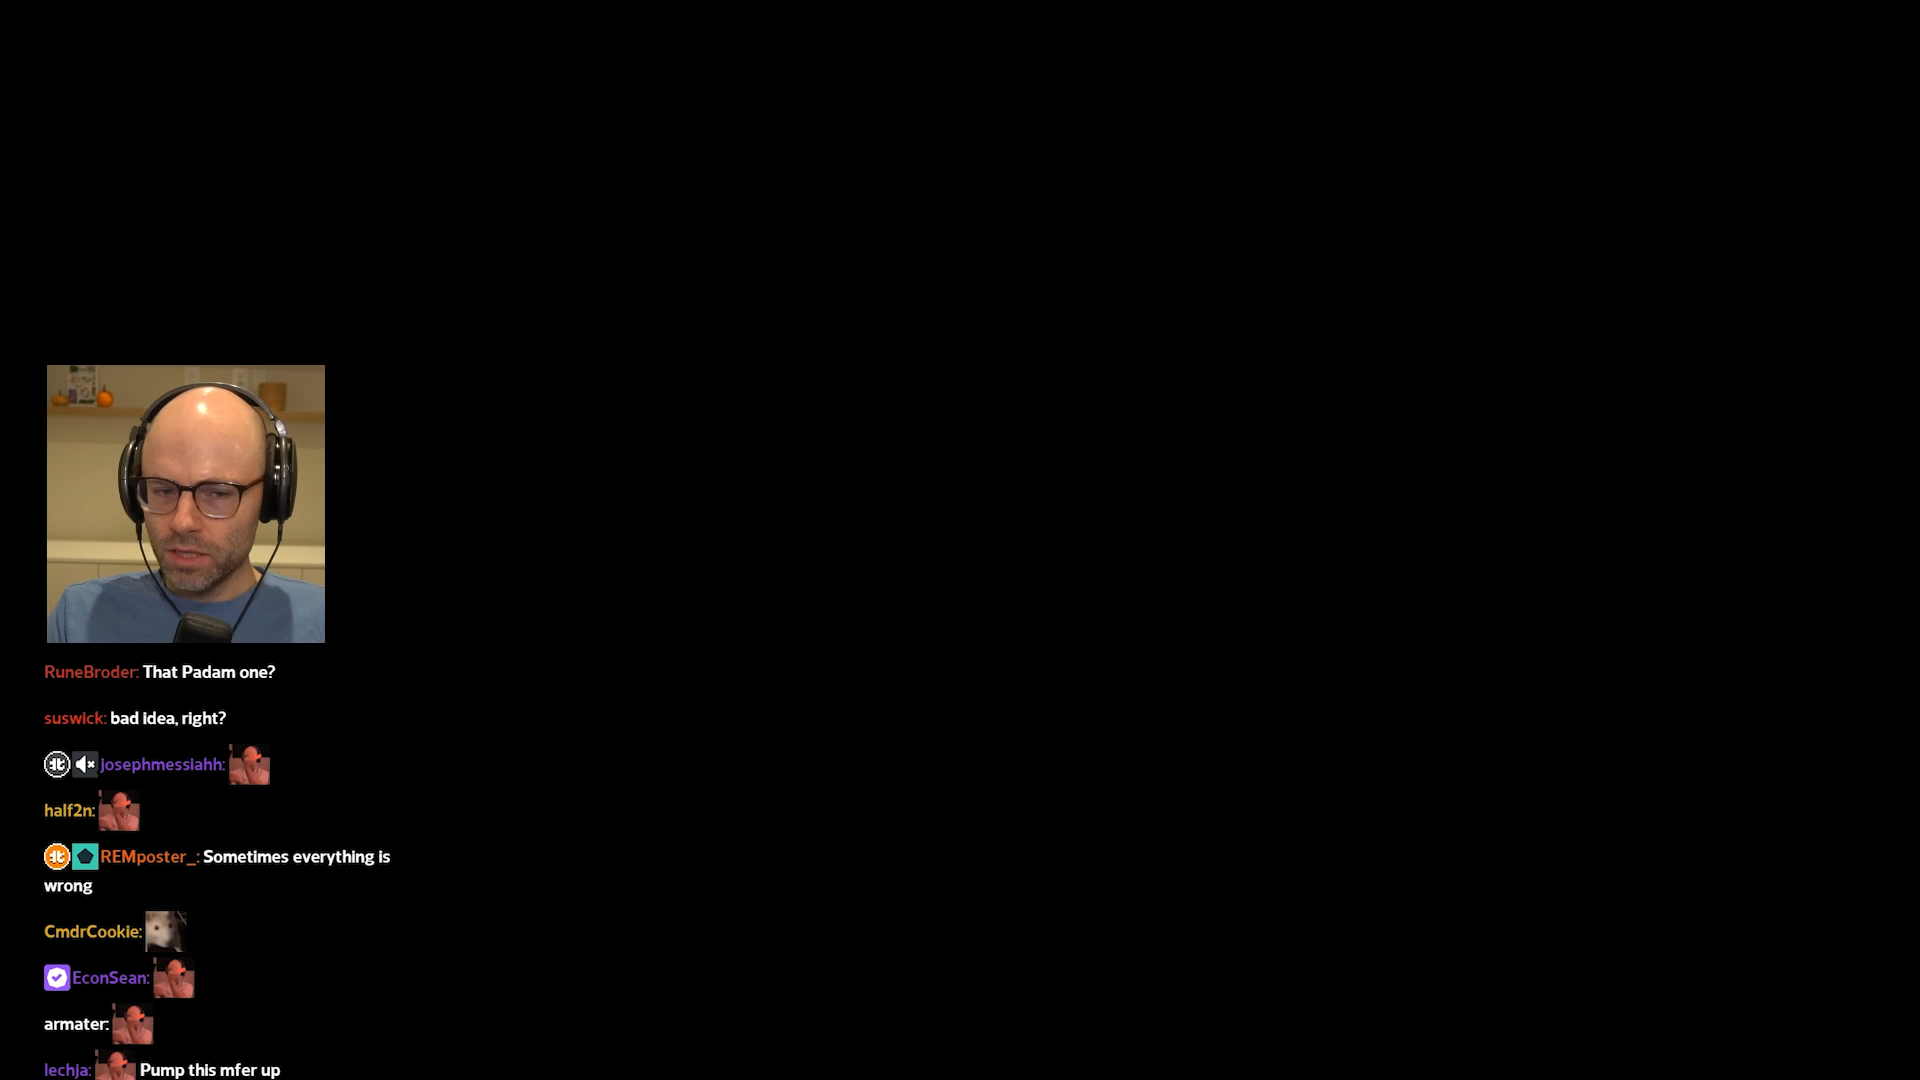 RuneBroder: That Padam one?
suswick: bad idea, right?
josephmessiahh:
half2n:
REMposter_: Sometimes everything is
wrong
CmdrCookie:
EconSean:
armater:
lechja: Pump this mfer up